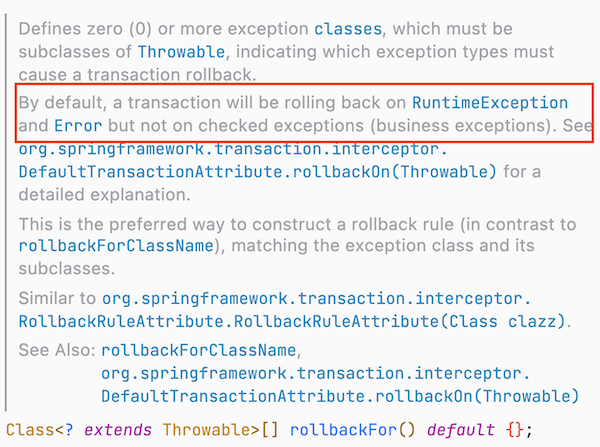 Defines zero (0) or more exception classes, which must be
subclasses of Throwable, indicating which exception types must
cause a transaction rollback.
By default, a transaction will be rolling back on RuntimeException
and Error but not on checked exceptions (business exceptions). See
org.springframework.transaction.interceptor.
DefaultTransactionAttribute.rollbackOn(Throwable) for a
detailed explanation.
This is the preferred way to construct a rollback rule (in contrast to
rollbackForClassName), matching the exception class and its
subclasses.
Similar to org.springframework.transaction.interceptor.
RollbackRuleAttribute.RollbackRuleAttribute(Class clazz).
See Also: rollbackForClassName,
org.springframework.transaction.interceptor.
DefaultTransactionAttribute.rollbackOn(Throwable)
Class<? extends Throwable>[] rollbackFor() default {};